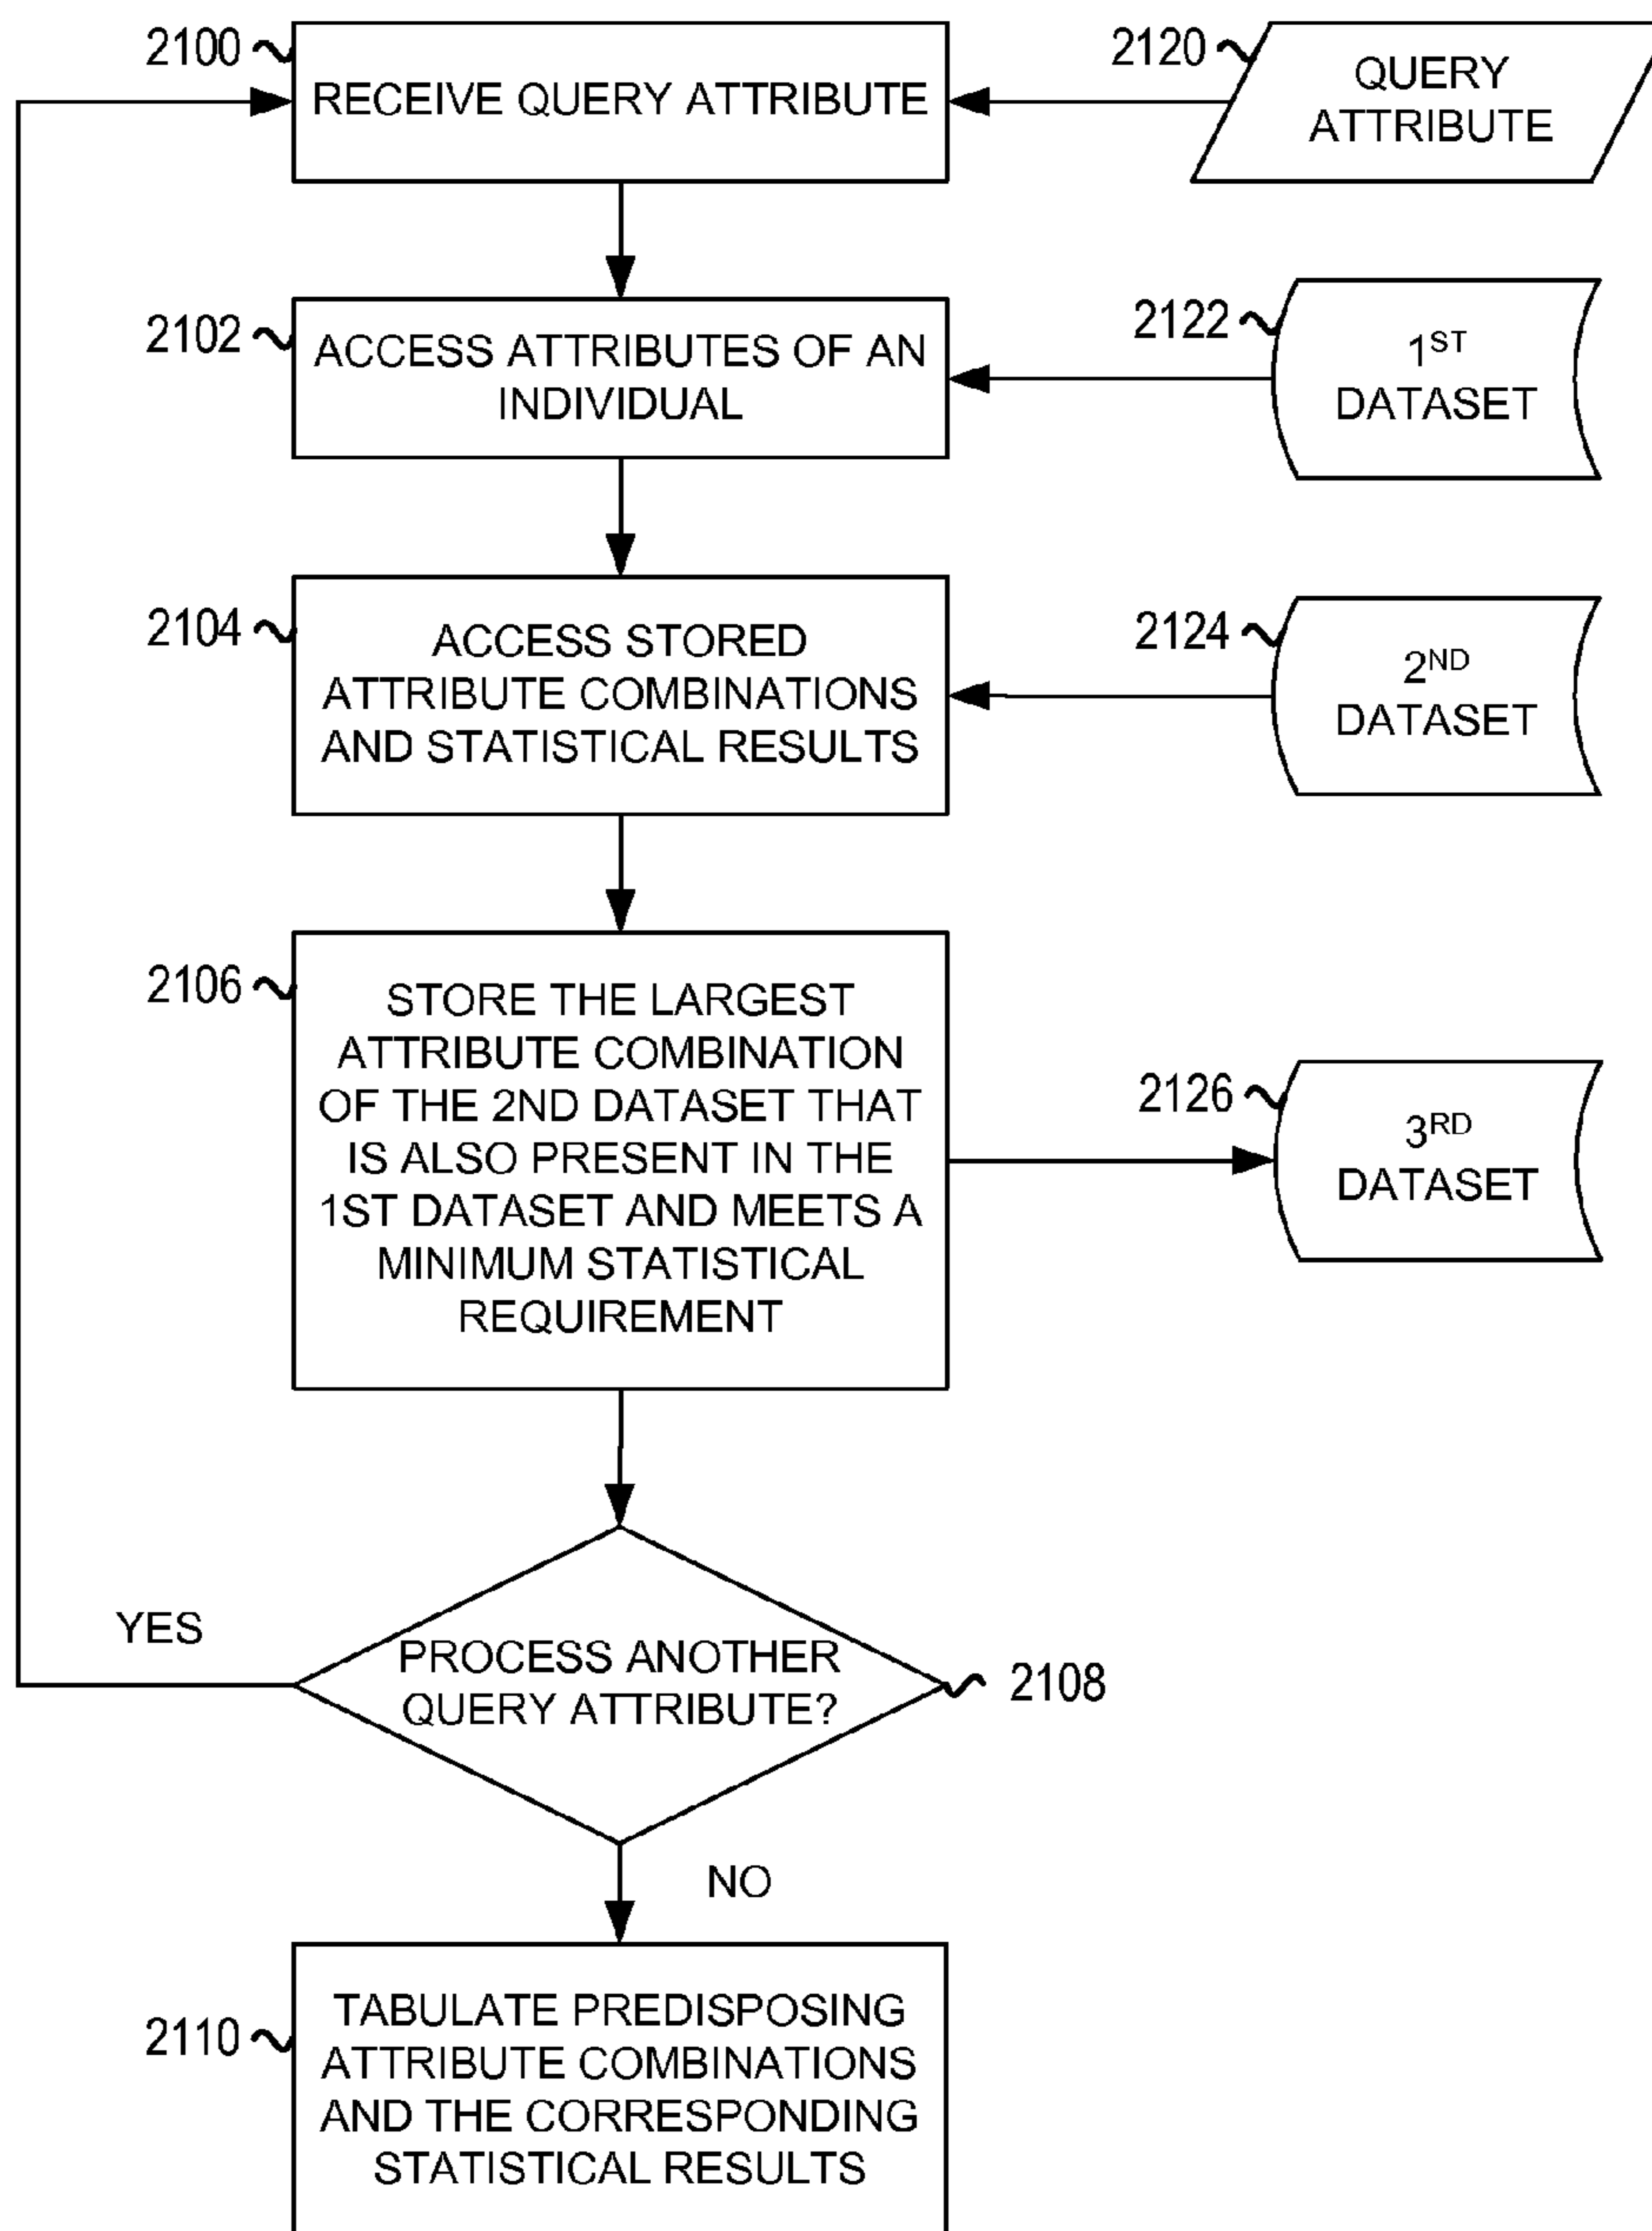 2100
RECEIVE QUERY ATTRIBUTE
2120
QUERY
ATTRIBUTE
2102
ACCESS ATTRIBUTES OF AN
INDIVIDUAL
2122
1ST
DATASET
2104
ACCESS STORED
ATTRIBUTE COMBINATIONS
AND STATISTICAL RESULTS
2124
2ND
DATASET
2106
STORE THE LARGEST
ATTRIBUTE COMBINATION
OF THE 2ND DATASET THAT
IS ALSO PRESENT IN THE
1ST DATASET AND MEETS A
MINIMUM STATISTICAL
REQUIREMENT
2126
3RD
DATASET
YES
PROCESS ANOTHER
QUERY ATTRIBUTE?
2108
NO
2110
TABULATE PREDISPOSING
ATTRIBUTE COMBINATIONS
AND THE CORRESPONDING
STATISTICAL RESULTS